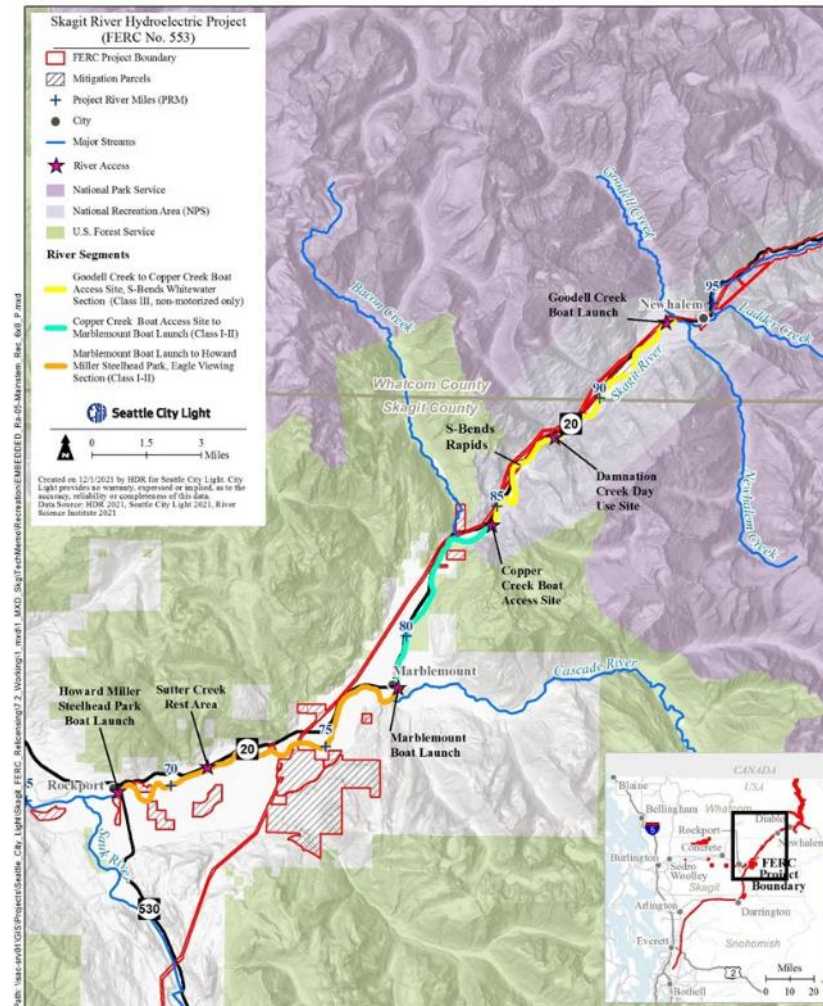 Skagit River Hydroelectric Project
(FERC No. 553)
FERC Project Boundary
Mitigation Parcels
Project River Miles (PRM)
City
Major Streams
River Access
National Park Service
National Recreation Area (NPS)
U.S. Forest Service
River Segments
Goodell Creek to Copper Creek Boat
Access Site, S-Bends Whitewater
Section (Class III, non-motorized only)
Copper Creek Boat Access Site to
Marblemount Boat Launch (Class I-II)
Marblemount Boat Launch to Howard
Miller Steelhead Park, Eagle Viewing
Section (Class I-II)
Seattle City Light
N
0 1.5 3
Miles
Created on 12/1/2021 by HDR for Seattle City Light. City
Light provides no warranty, expressed or implied, as to the
accuracy, reliability or completeness of this data.
Data Source: HDR 2021, Seattle City Light 2021, River
Science Institute 2021
Goodell Creek
Bacon Creek
95
Newhalem
Goodell Creek
Boat Launch
Ladder Creek
Skagit River
90
Whatcom County
Skagit County
20
S-Bends
Rapids
Damnation
Creek Day
Use Site
Newhalem Creek
85
Copper
Creek Boat
Access Site
80
Marblemount
Cascade River
Howard Miller
Steelhead Park
Boat Launch
Sutter Creek
Rest Area
Marblemount
Boat Launch
75
20
70
Rockport
5
Sauk River
530
CANADA
USA
Blaine
Whatcom
Bellingham
Diablo
5
Rockport
Newhalem
Concrete
Burlington
Sedro
Woolley
FERC
Project
Boundary
Skagit
Arlington
Darrington
Snohomish
Everett
2
Miles
Bothell
0 10 20